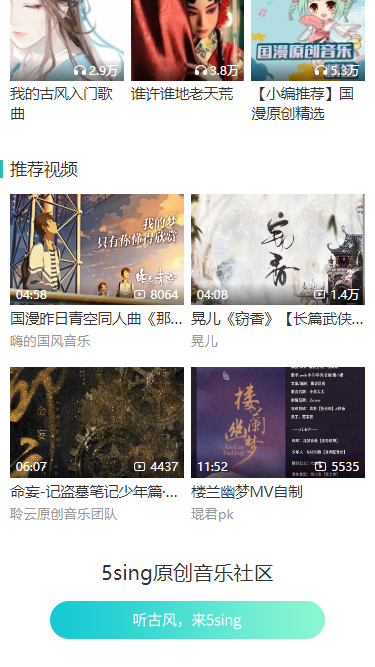 国漫原创音乐
2.9万
3.8万
5.3万
我的古风入门歌
曲
谁许谁地老天荒
【小编推荐】国
漫原创精选
推荐视频
我的梦
只有你懂得欣赏
04:58
8064
窃香
04:08
1.4万
国漫昨日青空同人曲《那...
嗨的国风音乐
晃儿《窃香》【长篇武侠...
晃儿
命妄
06:07
4437
楼兰幽梦
11:52
5535
命妄-记盗墓笔记少年篇·...
聆云原创音乐团队
楼兰幽梦MV自制
琨君pk
5sing原创音乐社区
听古风，来5sing